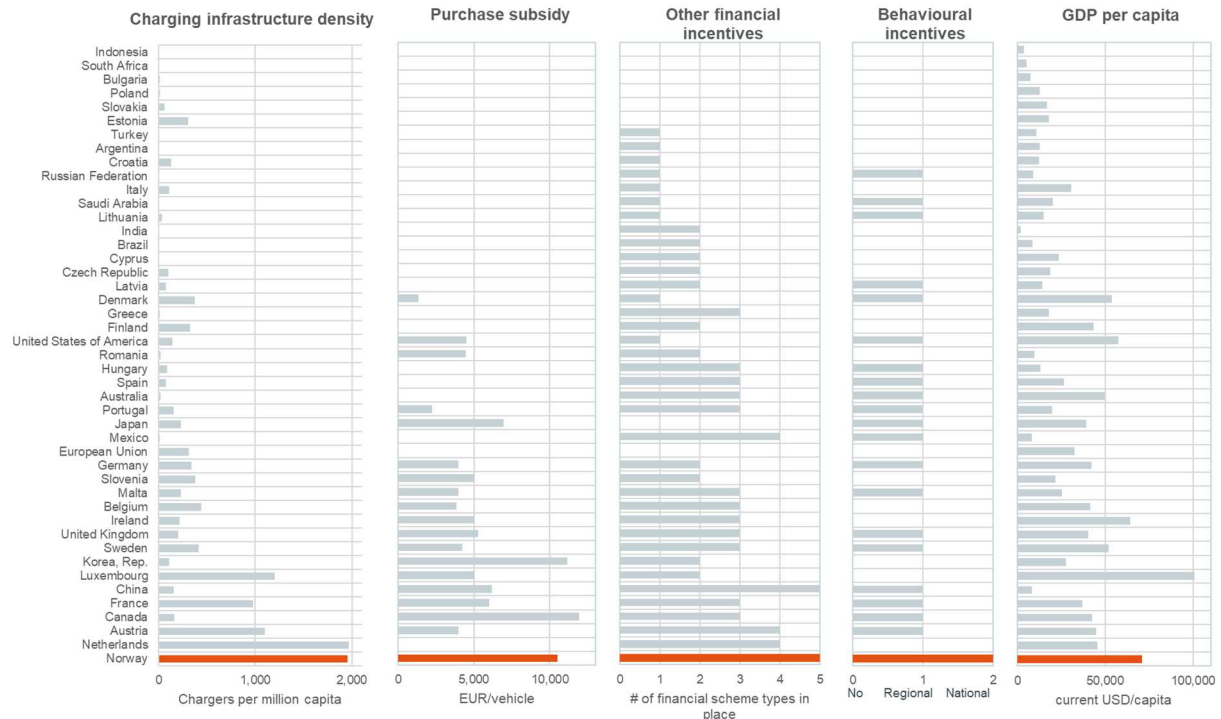 Charging infrastructure density
Purchase subsidy
Other financial
incentives
Behavioural
incentives
GDP per capita
Indonesia
South Africa
Bulgaria
Poland
Slovakia
Estonia
Turkey
Argentina
Croatia
Russian Federation
Italy
Saudi Arabia
Lithuania
India
Brazil
Cyprus
Czech Republic
Latvia
Denmark
Greece
Finland
United States of America
Romania
Hungary
Spain
Australia
Portugal
Japan
Mexico
European Union
Germany
Slovenia
Malta
Belgium
Ireland
United Kingdom
Sweden
Korea, Rep.
Luxembourg
China
France
Canada
Austria
Netherlands
Norway
0 1,000 2,000
Chargers per million capita
0 5,000 10,000
EUR/vehicle
0 1 2 3 4 5
# of financial scheme types in
place
0 1 2
No Regional National
0 50,000 100,000
current USD/capita